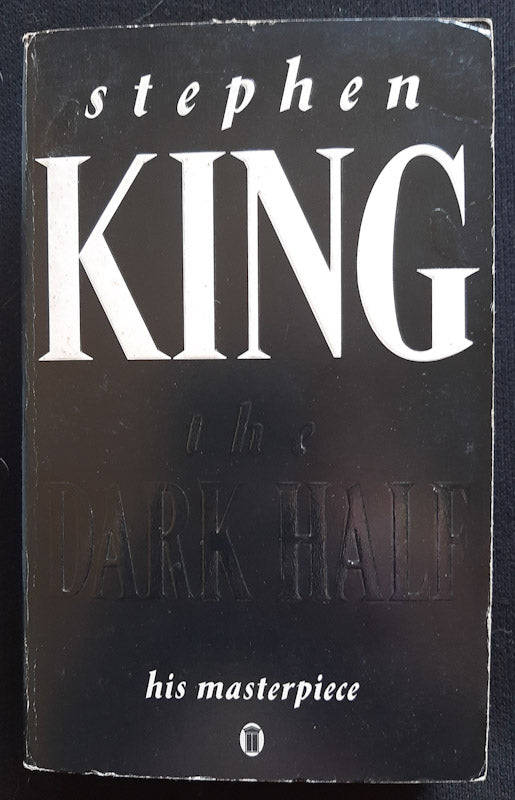 stephen
KING
the
DARK HALF
his masterpiece